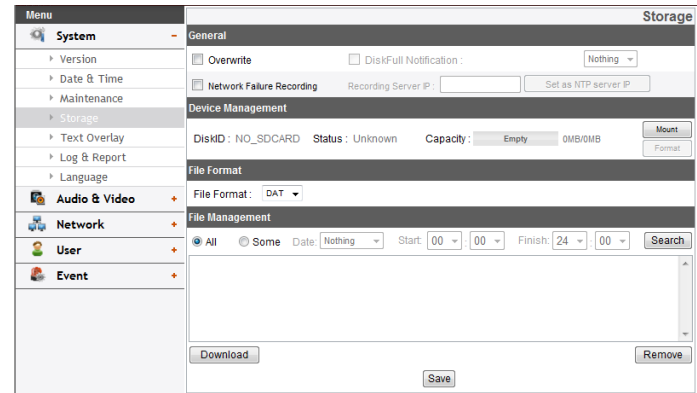 Menu
System −
Version
Date & Time
Maintenance
Storage
Text Overlay
Log & Report
Language
Audio & Video +
Network +
User +
Event +
Storage
General
Overwrite DiskFull Notification : Nothing
Network Failure Recording Recording Server IP : Set as NTP server IP
Device Management
DiskID : NO_SDCARD Status : Unknown Capacity : Empty 0MB/0MB Mount
Format
File Format
File Format : DAT
File Management
All Some Date: Nothing Start: 00 : 00 Finish: 24 : 00 Search
Download Remove
Save